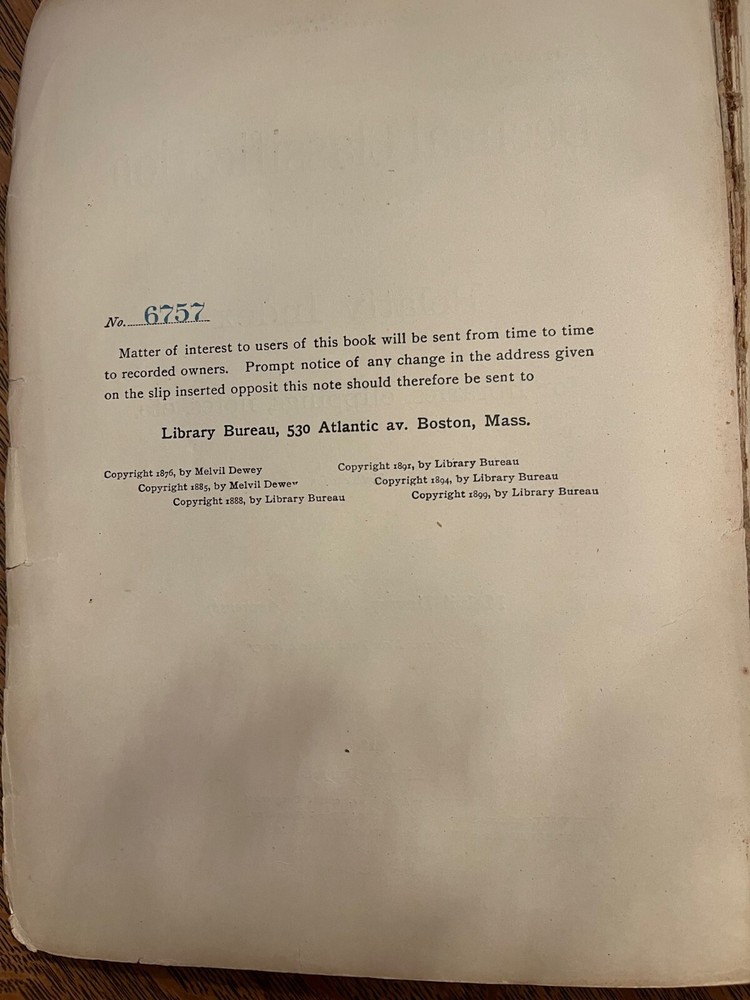 No. 6757
Matter of interest to users of this book will be sent from time to time
to recorded owners. Prompt notice of any change in the address given
on the slip inserted opposit this note should therefore be sent to
Library Bureau, 530 Atlantic av. Boston, Mass.
Copyright 1876, by Melvil Dewey
Copyright 1885, by Melvil Dewey
Copyright 1888, by Library Bureau
Copyright 1891, by Library Bureau
Copyright 1894, by Library Bureau
Copyright 1899, by Library Bureau